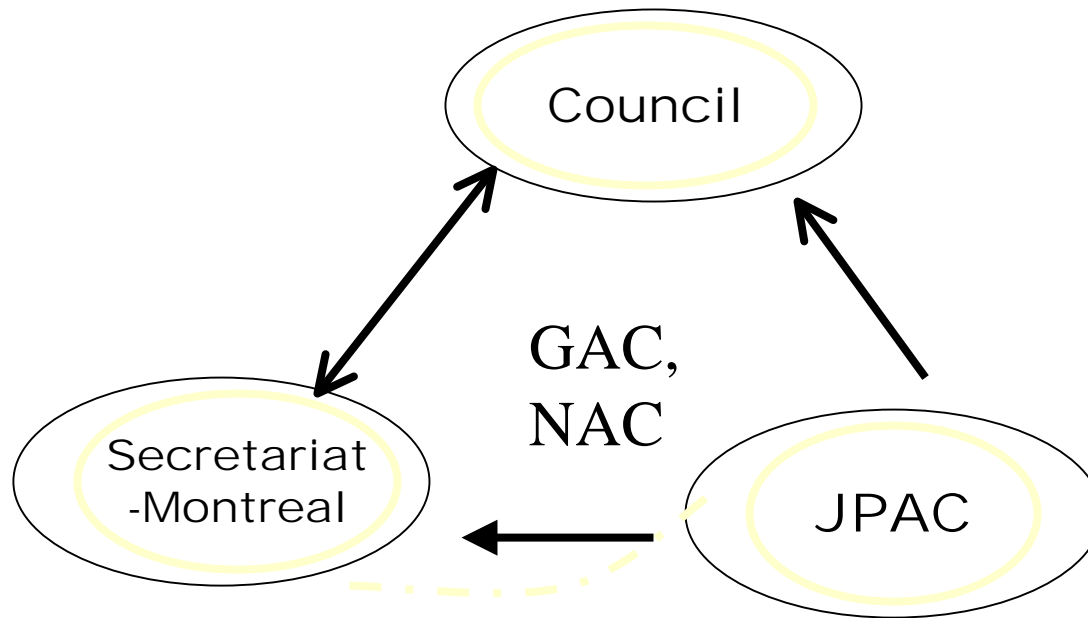 Council
GAC,
NAC
Secretariat
-Montreal
JPAC